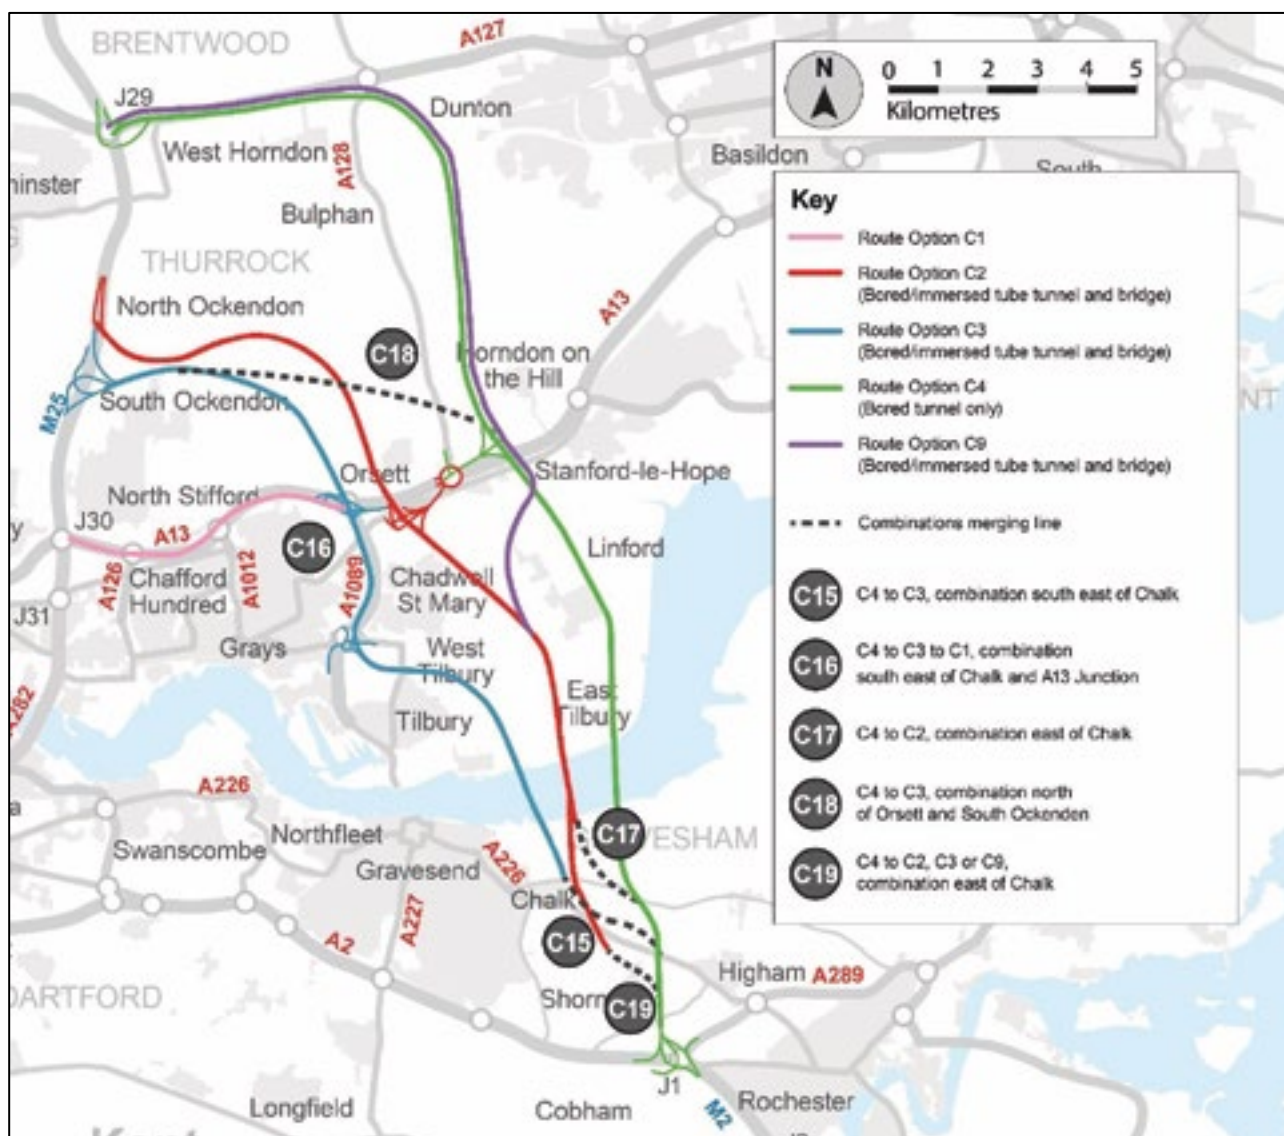 BRENTWOOD
A127
J29
Dunton
West Horndon
A128
Basildon
South
Bulphan
THURROCK
North Ockendon
A13
C18
Horndon on
the Hill
M25
South Ockendon
Orsett
Stanford-le-Hope
North Stifford
J30
A13
C16
Linford
A126
Chafford
Hundred
A1012
A1089
Chadwell
St Mary
J31
Grays
West
Tilbury
East
Tilbury
Tilbury
A282
A226
Northfleet
Swanscombe
Gravesend
A226
C17
Chalk
A227
C15
A2
Higham
A289
C19
J1
Rochester
Longfield
Cobham
M2
N
0 1 2 3 4 5
Kilometres
Key
Route Option C1
Route Option C2
(Bored/immersed tube tunnel and bridge)
Route Option C3
(Bored/immersed tube tunnel and bridge)
Route Option C4
(Bored tunnel only)
Route Option C9
(Bored/immersed tube tunnel and bridge)
Combinations merging line
C15 C4 to C3, combination south east of Chalk
C16 C4 to C3 to C1, combination
south east of Chalk and A13 Junction
C17 C4 to C2, combination east of Chalk
C18 C4 to C3, combination north
of Orsett and South Ockenden
C19 C4 to C2, C3 or C9,
combination east of Chalk